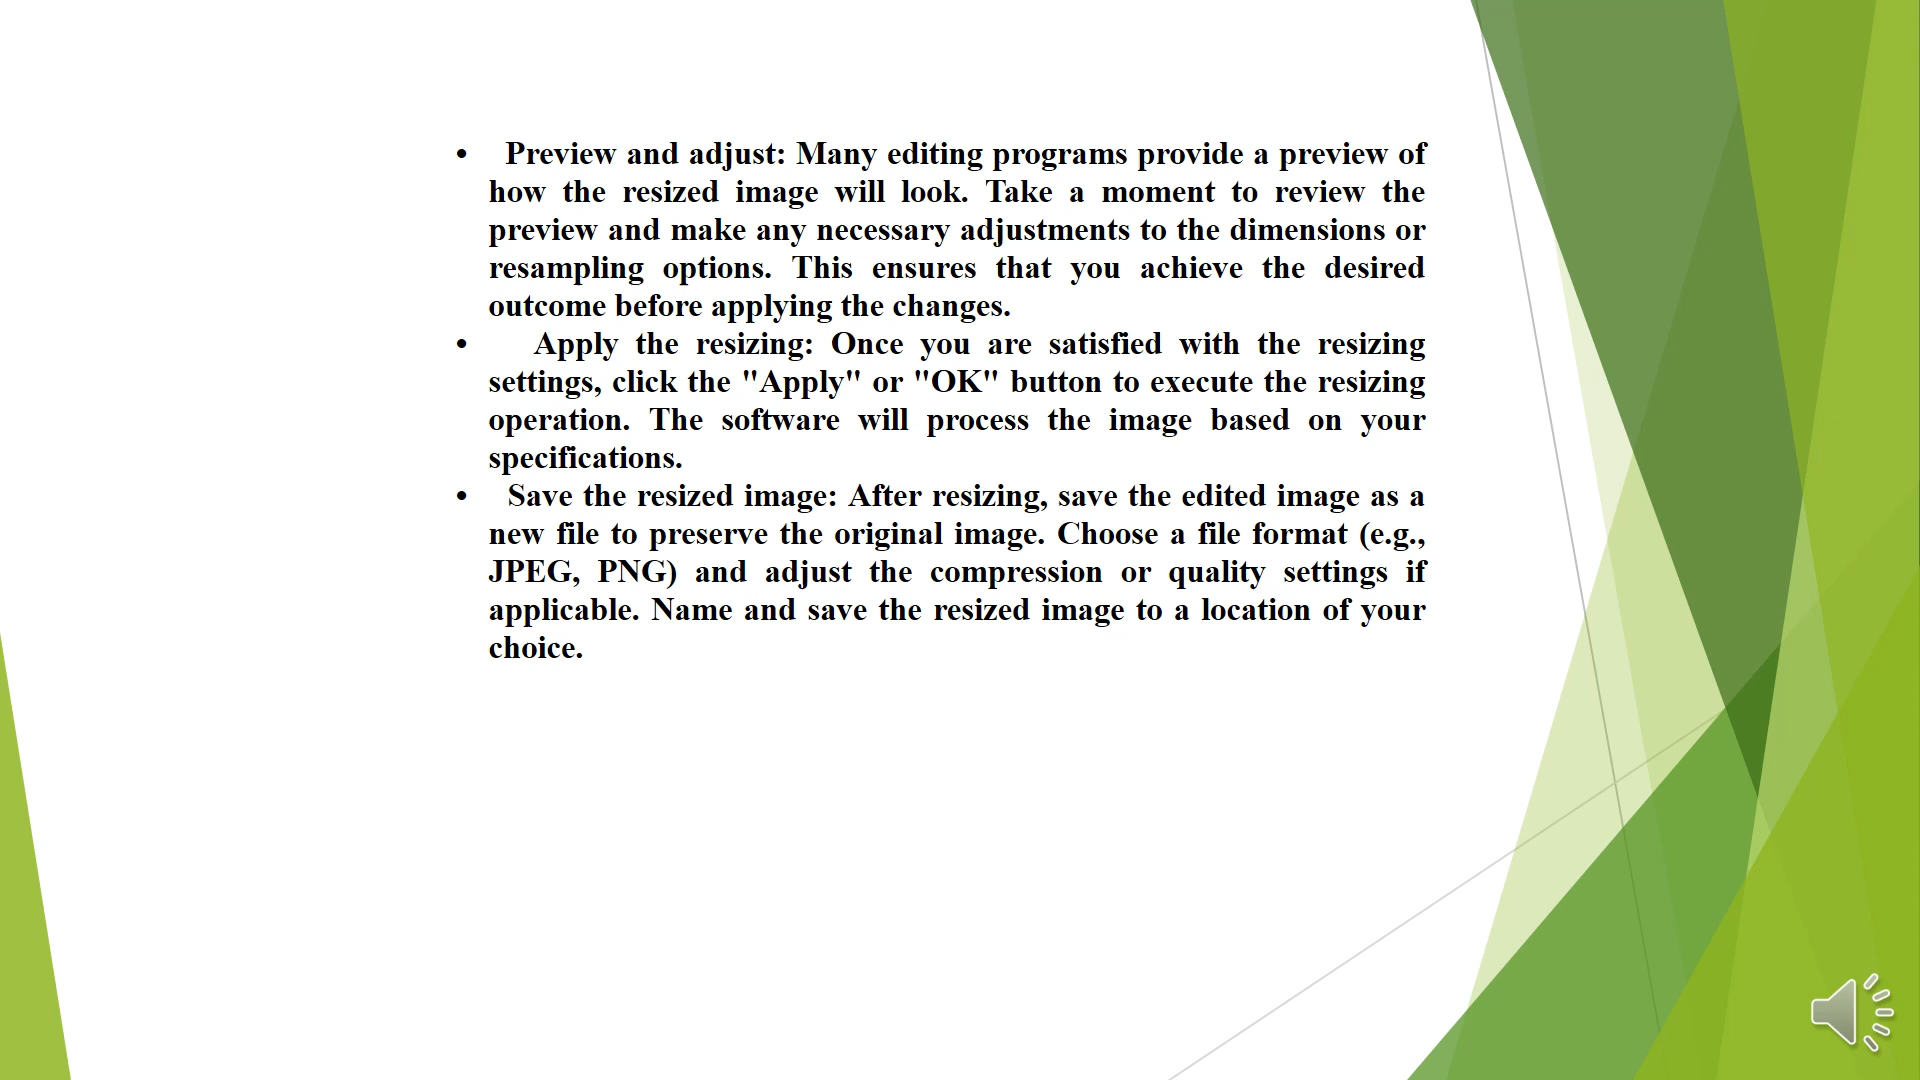 • Preview and adjust: Many editing programs provide a preview of
how the resized image will look. Take a moment to review the
preview and make any necessary adjustments to the dimensions or
resampling options. This ensures that you achieve the desired
outcome before applying the changes.
• Apply the resizing: Once you are satisfied with the resizing
settings, click the "Apply" or "OK" button to execute the resizing
operation. The software will process the image based on your
specifications.
• Save the resized image: After resizing, save the edited image as a
new file to preserve the original image. Choose a file format (e.g.,
JPEG, PNG) and adjust the compression or quality settings if
applicable. Name and save the resized image to a location of your
choice.